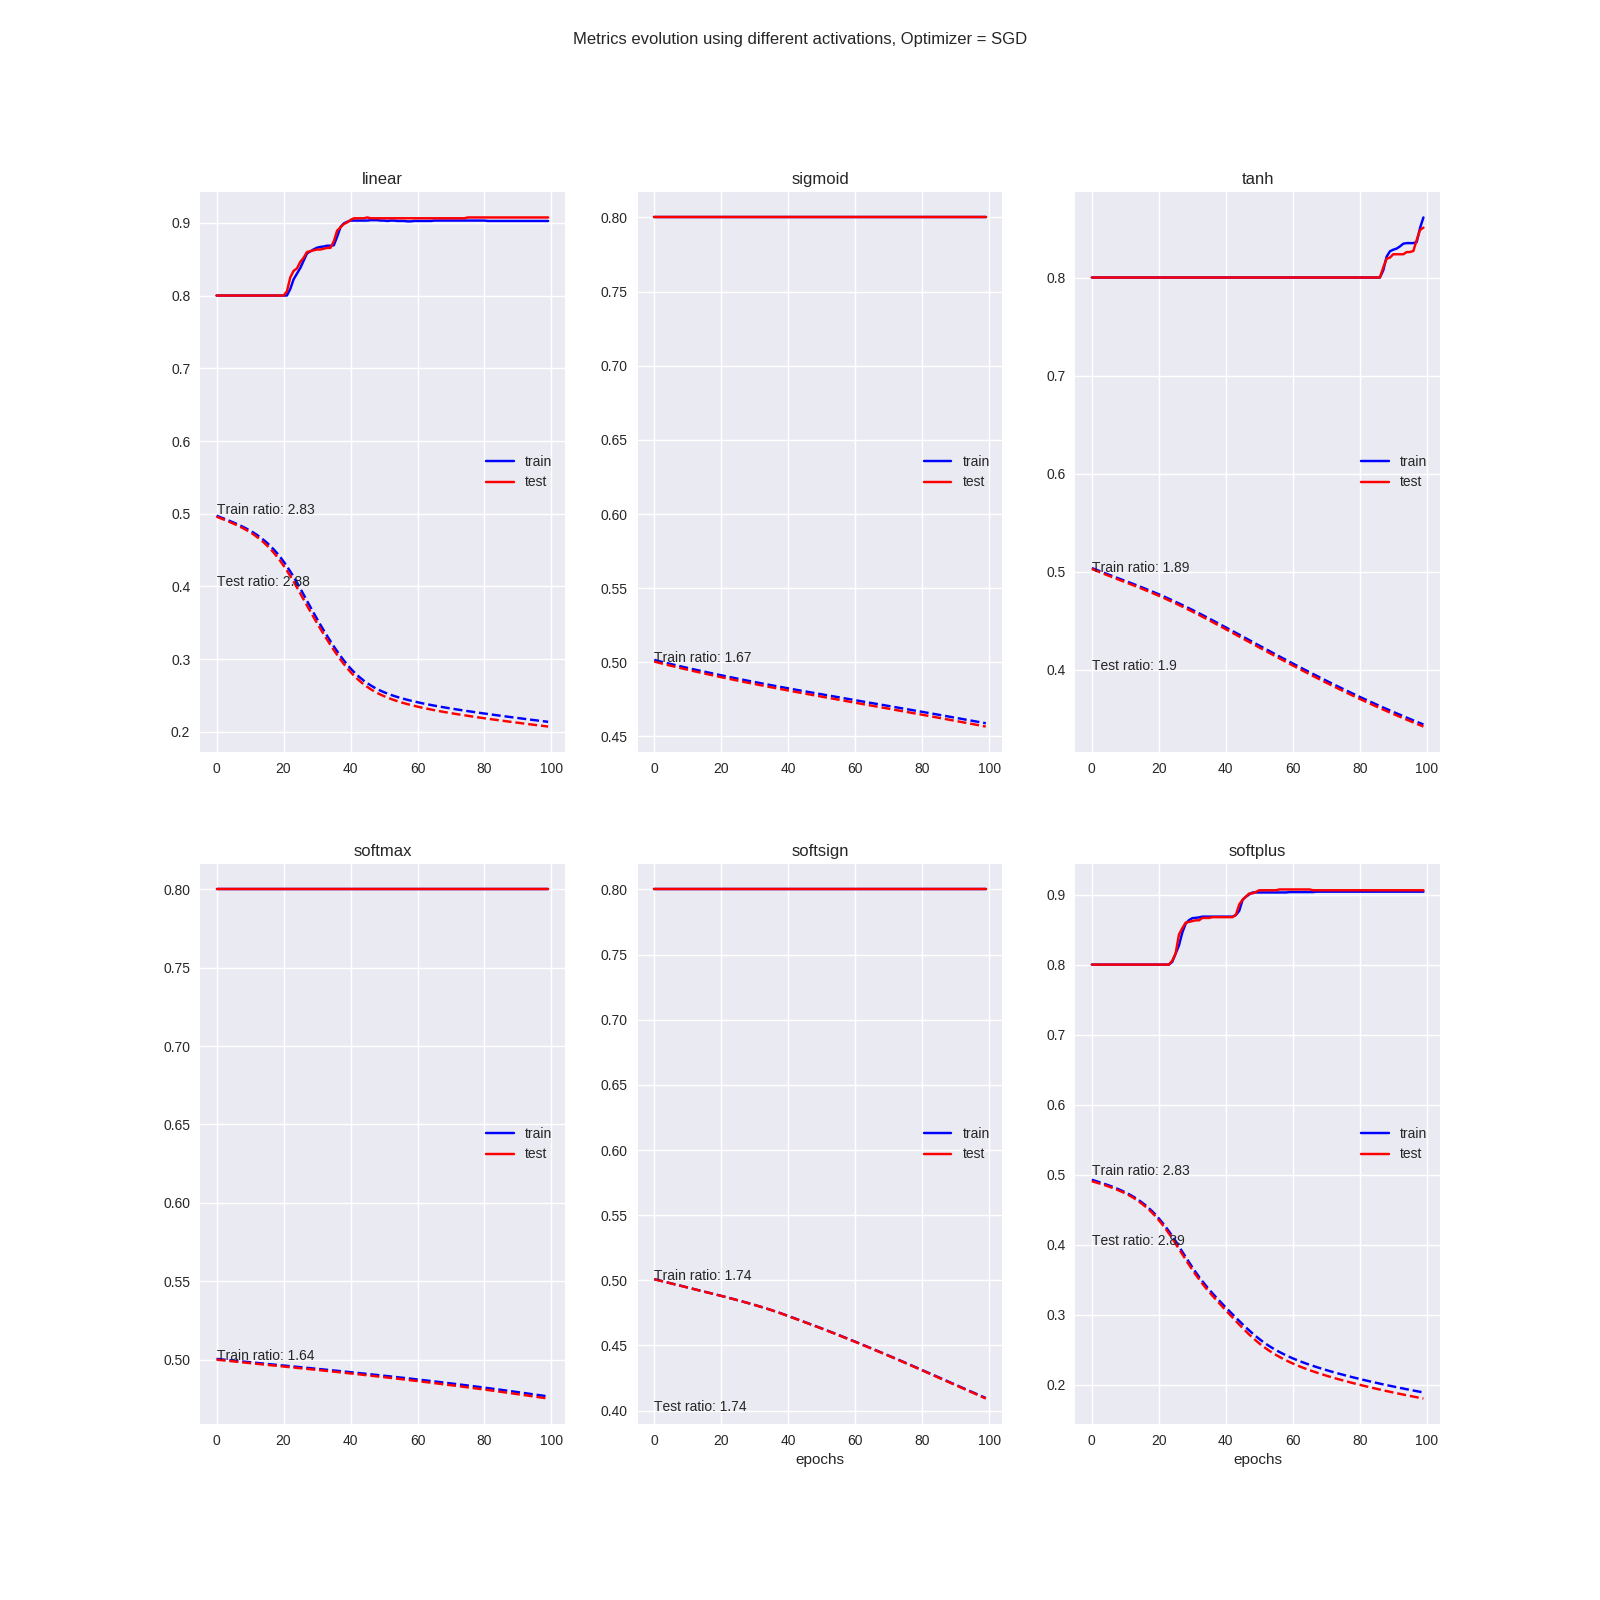 Metrics evolution using different activations, Optimizer = SGD
linear
0.9
0.8
0.7
0.6
0.5
0.4
0.3
0.2
train
test
Train ratio: 2.83
Test ratio: 2.88
0 20 40 60 80 100
sigmoid
0.80
0.75
0.70
0.65
0.60
0.55
0.50
0.45
train
test
Train ratio: 1.67
0 20 40 60 80 100
tanh
0.8
0.7
0.6
0.5
0.4
train
test
Train ratio: 1.89
Test ratio: 1.9
0 20 40 60 80 100
softmax
0.80
0.75
0.70
0.65
0.60
0.55
0.50
train
test
Train ratio: 1.64
0 20 40 60 80 100
softsign
0.80
0.75
0.70
0.65
0.60
0.55
0.50
0.45
0.40
train
test
Train ratio: 1.74
Test ratio: 1.74
0 20 40 60 80 100
epochs
softplus
0.9
0.8
0.7
0.6
0.5
0.4
0.3
0.2
train
test
Train ratio: 2.83
Test ratio: 2.89
0 20 40 60 80 100
epochs